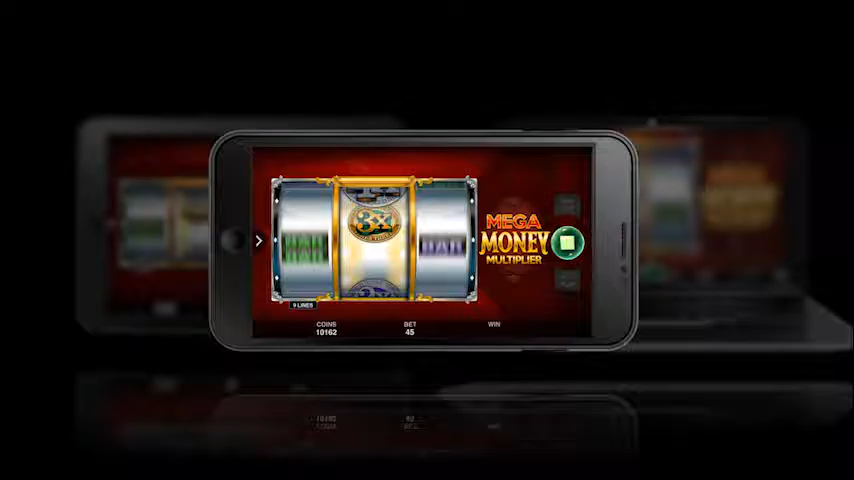 3X
MEGA
MONEY
MULTIPLIER
9 LINES
COINS
BET
WIN
10162
45